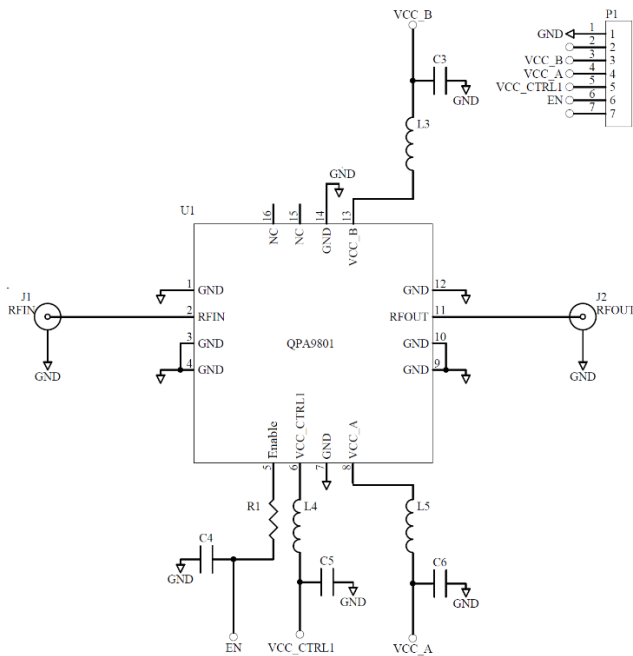 VCC_B
P1
GND 1 1
2 2
VCC_B 3 3
VCC_A 4 4
VCC_CTRL1 5 5
EN 6 6
7 7
C3
GND
L3
GND
U1
16 15 14 13
NC NC GND VCC_B
1 GND GND 12
J1 J2
RFIN 2 RFIN RFOUT 11 RFOUT
3 GND GND 10
QPA9801
4 GND GND 9
GND GND
Enable VCC_CTRL1 GND VCC_A
5 6 7 8
R1 L4 L5
C4 C5 C6
GND GND GND
EN VCC_CTRL1 VCC_A